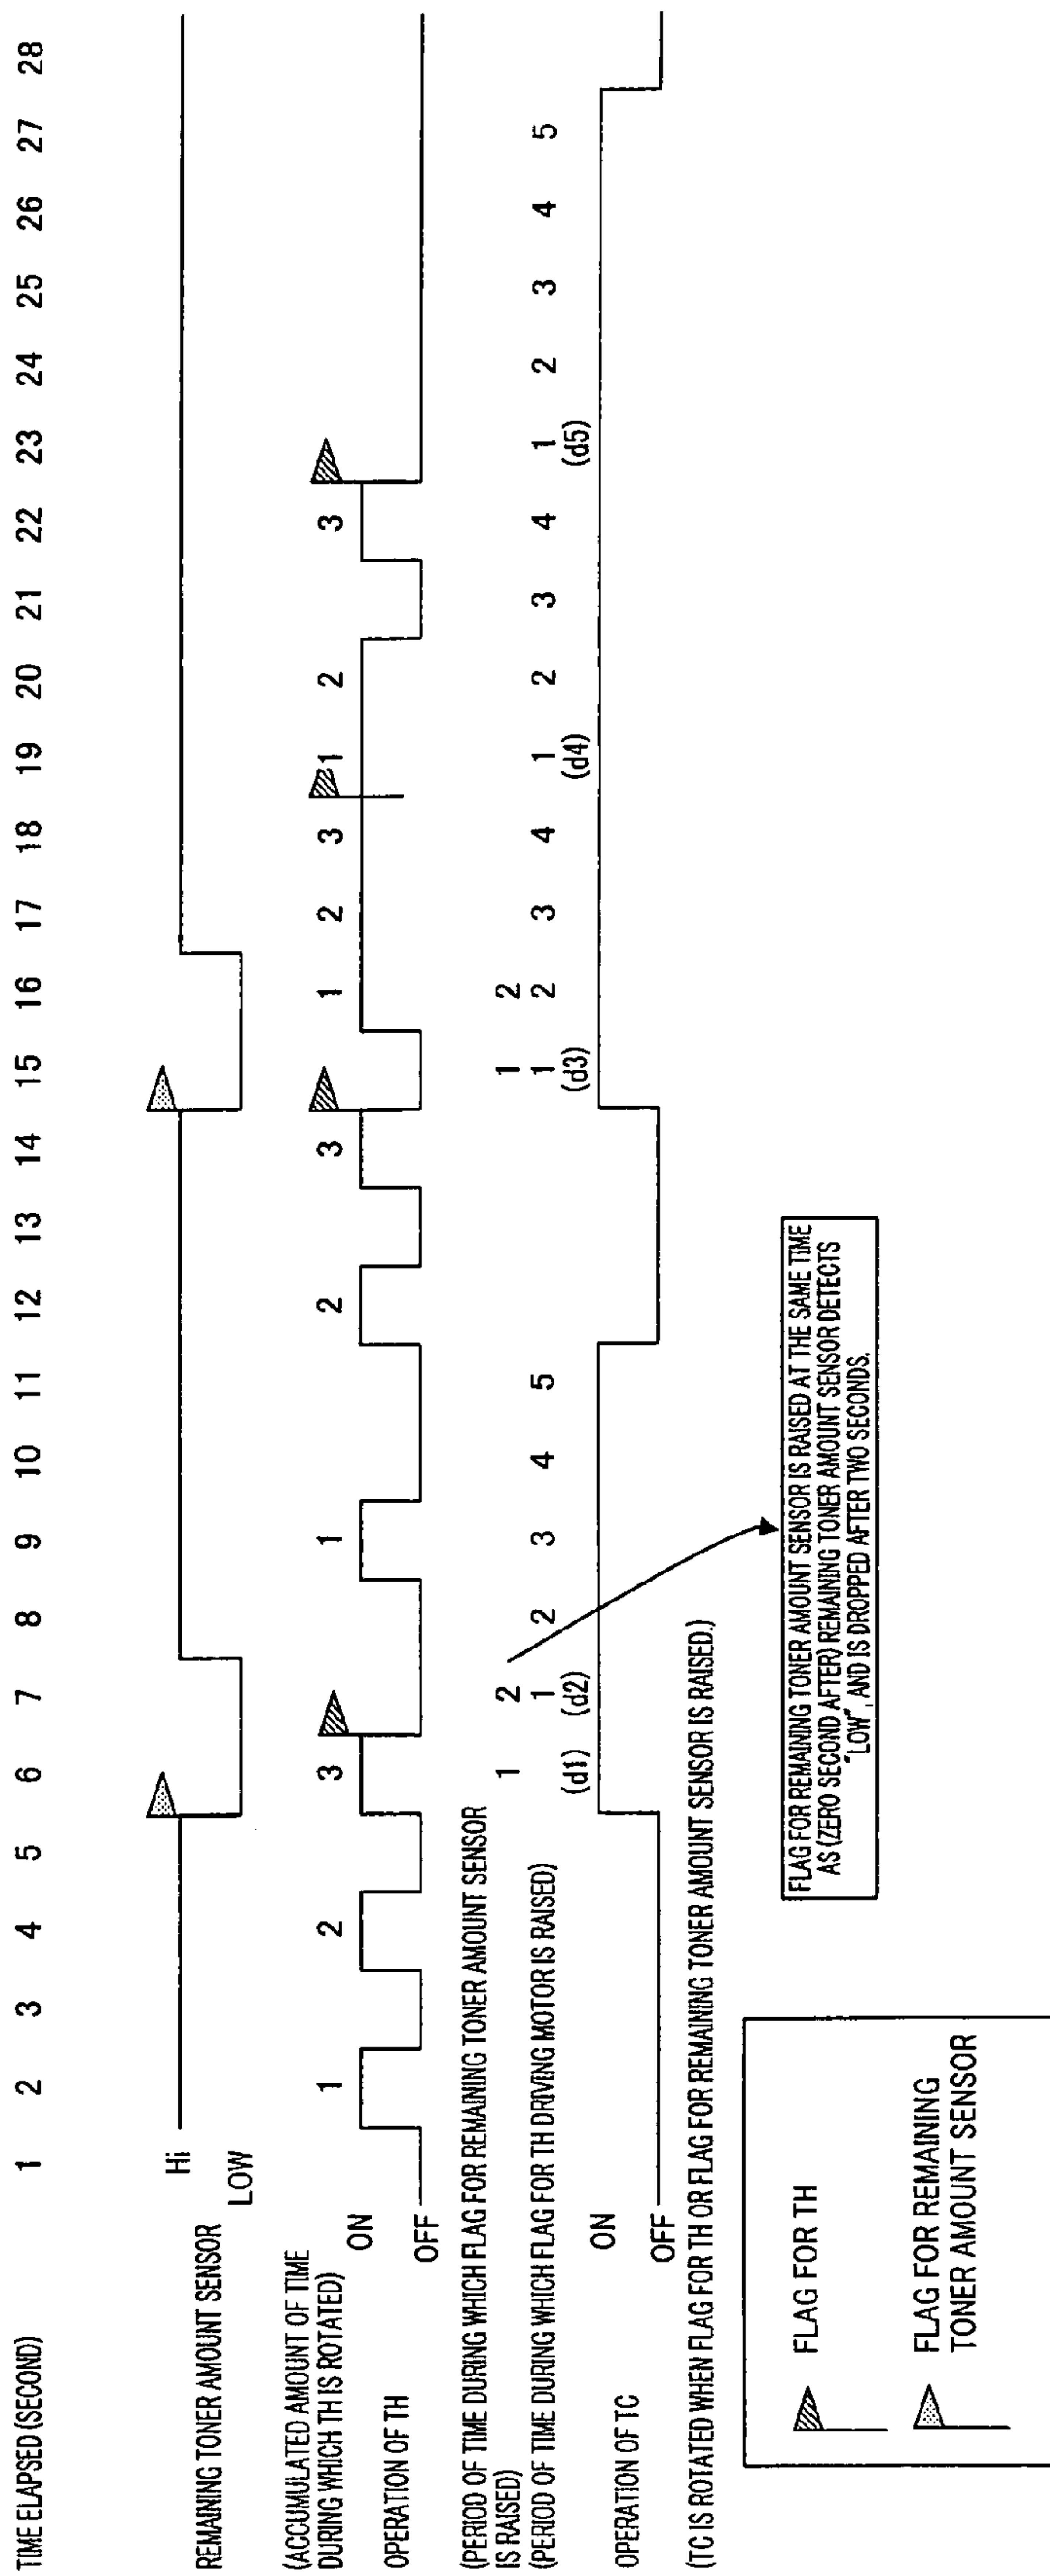 TIME ELAPSED (SECOND) 1 2 3 4 5 6 7 8 9 10 11 12 13 14 15 16 17 18 19 20 21 22 23 24 25 26 27 28
REMAINING TONER AMOUNT SENSOR
Hi
LOW
(ACCUMULATED AMOUNT OF TIME
DURING WHICH TH IS ROTATED)
1 2 3 1 2 3 1 2 3 1 2 3
OPERATION OF TH
ON
OFF
(PERIOD OF TIME DURING WHICH FLAG FOR REMAINING TONER AMOUNT SENSOR
IS RAISED)
1 2 1 2
(PERIOD OF TIME DURING WHICH FLAG FOR TH DRIVING MOTOR IS RAISED)
1 2 3 4 5 1 2 3 4 1 2 3 4 1 2 3 4 5
(d1) (d2) (d3) (d4) (d5)
OPERATION OF TC
ON
OFF
(TC IS ROTATED WHEN FLAG FOR TH OR FLAG FOR REMAINING TONER AMOUNT SENSOR IS RAISED.)
FLAG FOR REMAINING TONER AMOUNT SENSOR IS RAISED AT THE SAME TIME
AS (ZERO SECOND AFTER) REMAINING TONER AMOUNT SENSOR DETECTS
"LOW", AND IS DROPPED AFTER TWO SECONDS.
FLAG FOR TH
FLAG FOR REMAINING
TONER AMOUNT SENSOR